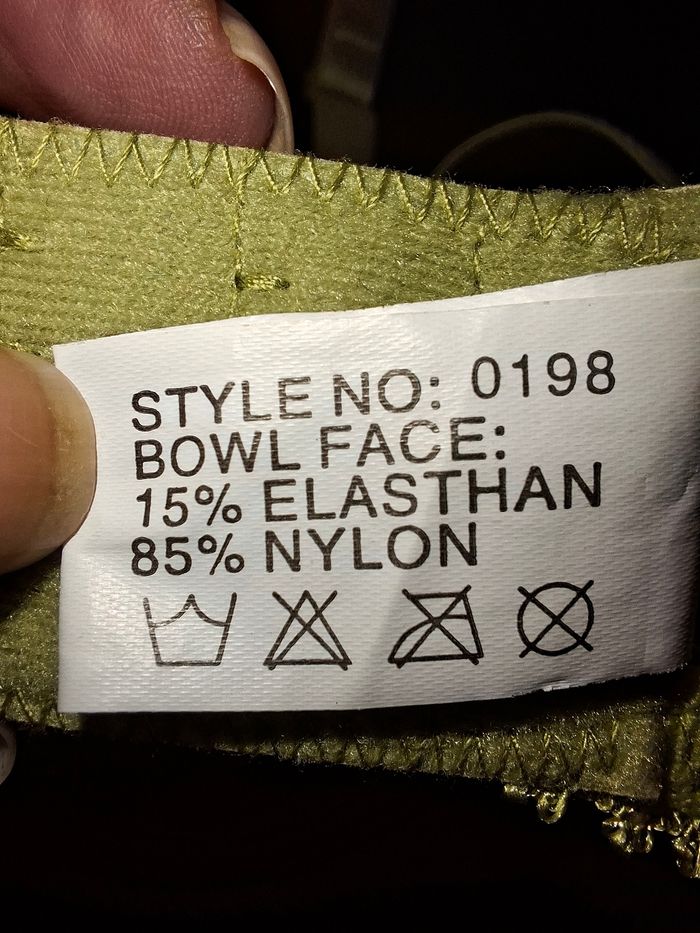 STYLE NO: 0198
BOWL FACE:
15% ELASTHAN
85% NYLON